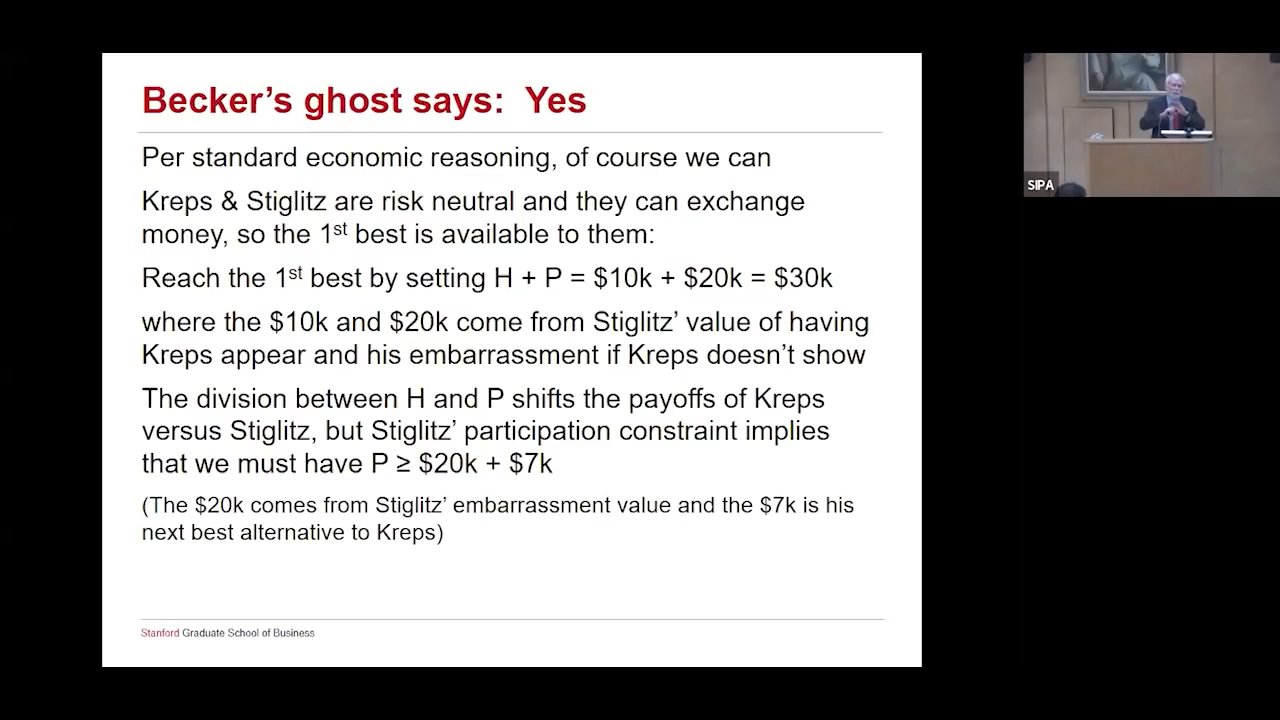 Becker's ghost says: Yes
Per standard economic reasoning, of course we can
Kreps & Stiglitz are risk neutral and they can exchange
money, so the 1st best is available to them:
Reach the 1st best by setting H + P = $10k + $20k = $30k
where the $10k and $20k come from Stiglitz' value of having
Kreps appear and his embarrassment if Kreps doesn't show
The division between H and P shifts the payoffs of Kreps
versus Stiglitz, but Stiglitz' participation constraint implies
that we must have P ≥ $20k + $7k
(The $20k comes from Stiglitz' embarrassment value and the $7k is his
next best alternative to Kreps)
Stanford Graduate School of Business
SIPA